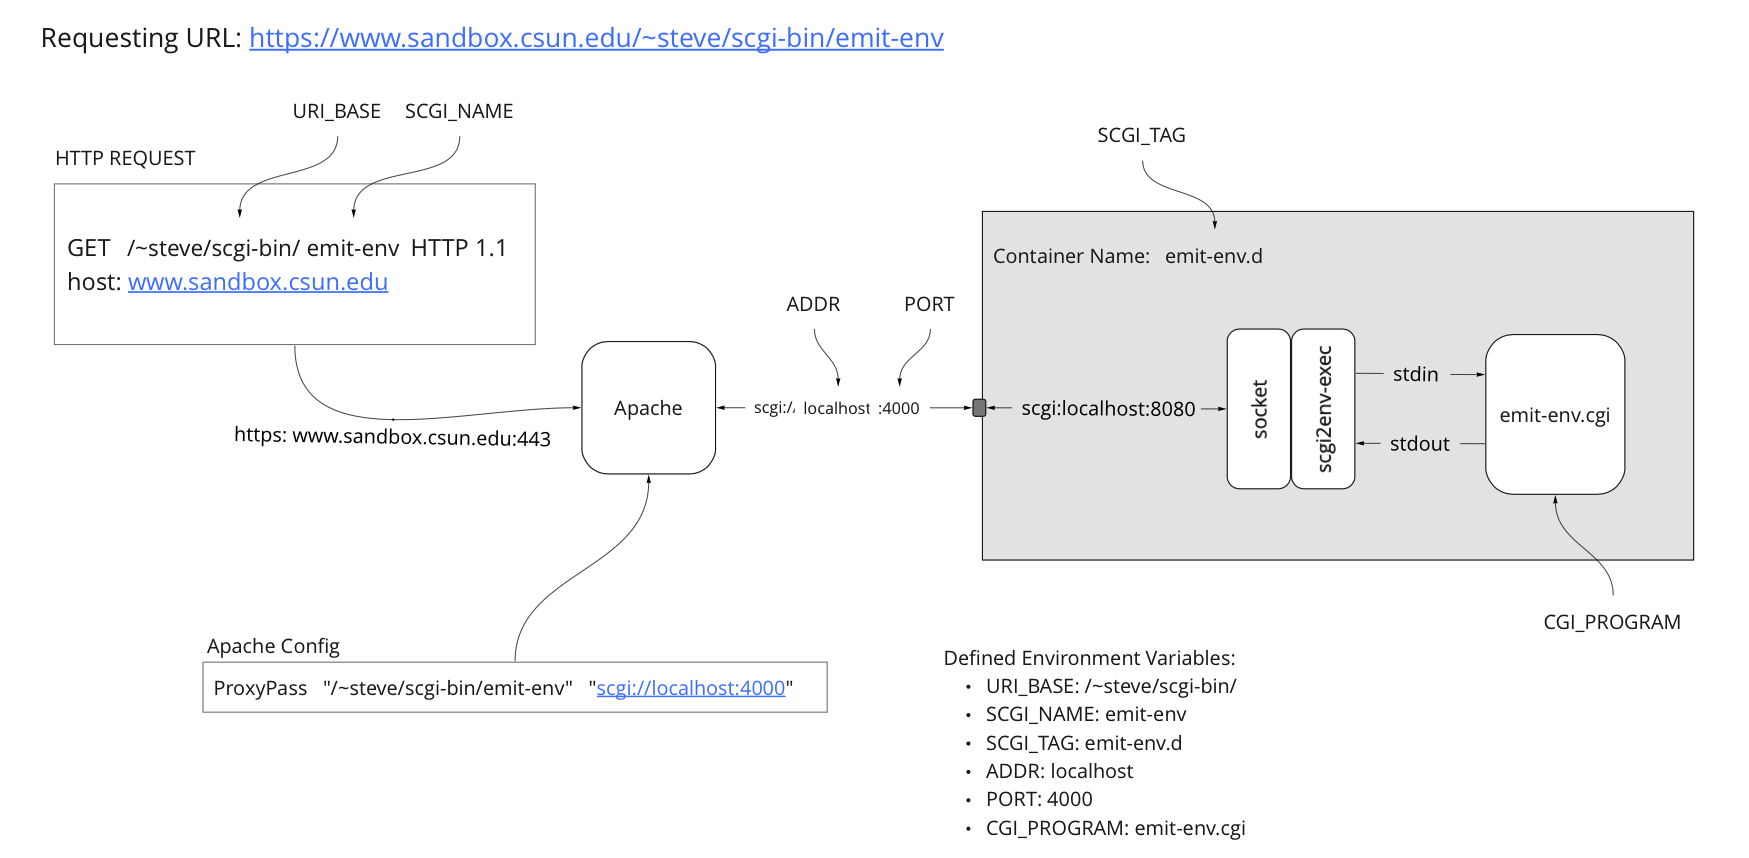 Requesting URL: https://www.sandbox.csun.edu/~steve/scgi-bin/emit-env
URI_BASE SCGI_NAME
SCGI_TAG
HTTP REQUEST
GET /~steve/scgi-bin/ emit-env HTTP 1.1
host: www.sandbox.csun.edu
Container Name: emit-env.d
ADDR PORT
Apache
scgi:/ localhost :4000
scgi:localhost:8080
socket
scgi2env-exec
stdin
stdout
emit-env.cgi
https: www.sandbox.csun.edu:443
CGI_PROGRAM
Apache Config
ProxyPass "/~steve/scgi-bin/emit-env" "scgi://localhost:4000"
Defined Environment Variables:
• URI_BASE: /~steve/scgi-bin/
• SCGI_NAME: emit-env
• SCGI_TAG: emit-env.d
• ADDR: localhost
• PORT: 4000
• CGI_PROGRAM: emit-env.cgi